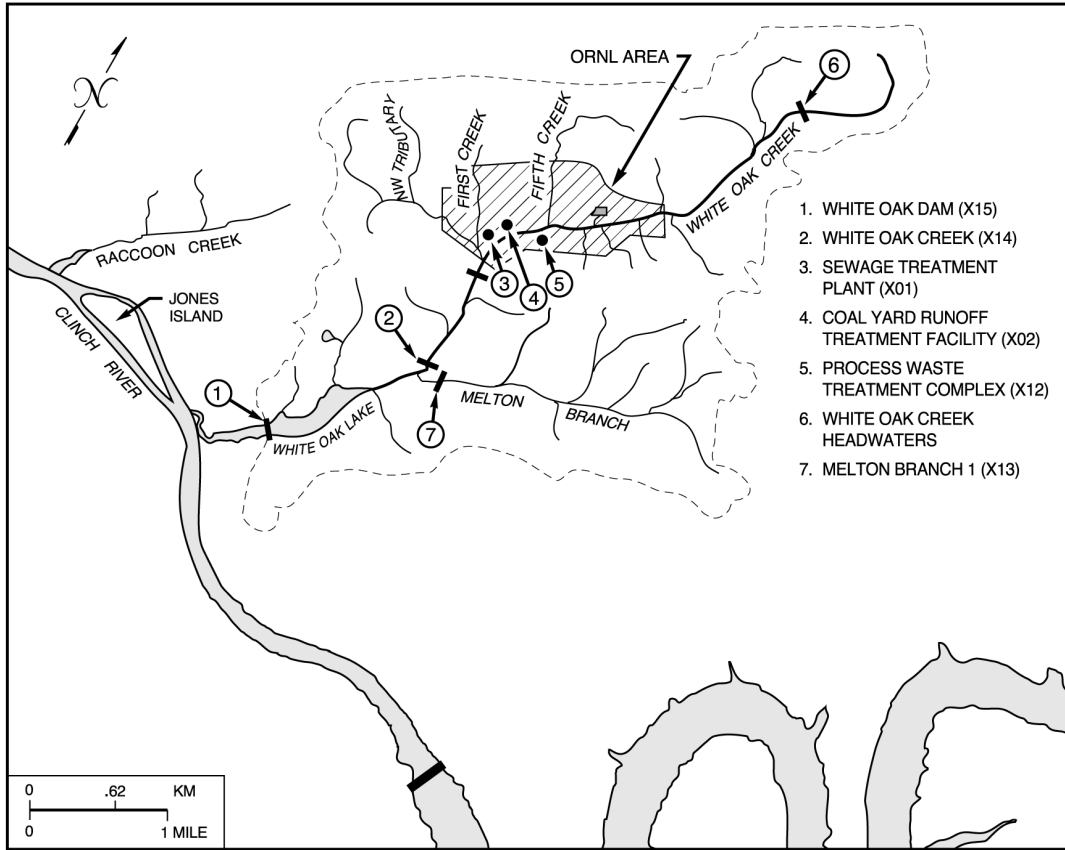 N
ORNL AREA
6
NW TRIBUTARY
FIRST CREEK
FIFTH CREEK
WHITE OAK CREEK
RACCOON CREEK
JONES
ISLAND
CLINCH RIVER
3
4
5
2
1
7
MELTON BRANCH
WHITE OAK LAKE
1. WHITE OAK DAM (X15)
2. WHITE OAK CREEK (X14)
3. SEWAGE TREATMENT
PLANT (X01)
4. COAL YARD RUNOFF
TREATMENT FACILITY (X02)
5. PROCESS WASTE
TREATMENT COMPLEX (X12)
6. WHITE OAK CREEK
HEADWATERS
7. MELTON BRANCH 1 (X13)
0 .62 KM
0 1 MILE